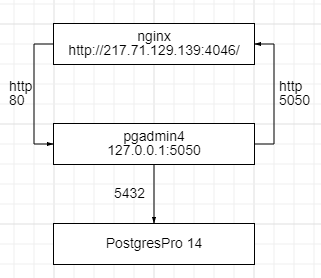 nginx
http://217.71.129.139:4046/
http
80
http
5050
pgadmin4
127.0.0.1:5050
5432
PostgresPro 14